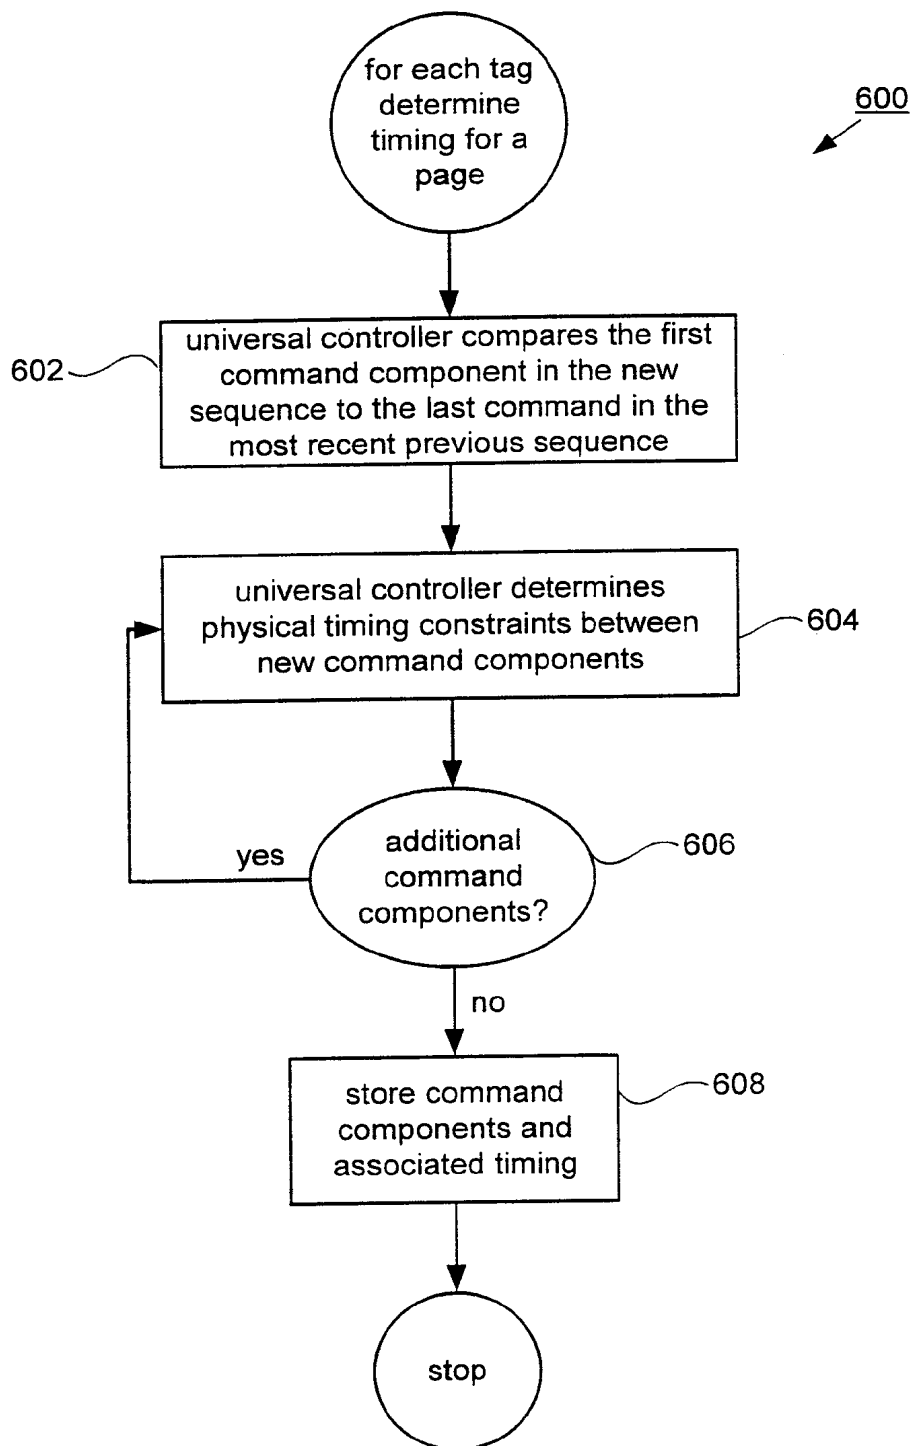 for each tag
determine
timing for a
page
600
universal controller compares the first
command component in the new
sequence to the last command in the
most recent previous sequence
602
universal controller determines
physical timing constraints between
new command components
604
additional
command
components?
606
yes
no
store command
components and
associated timing
608
stop